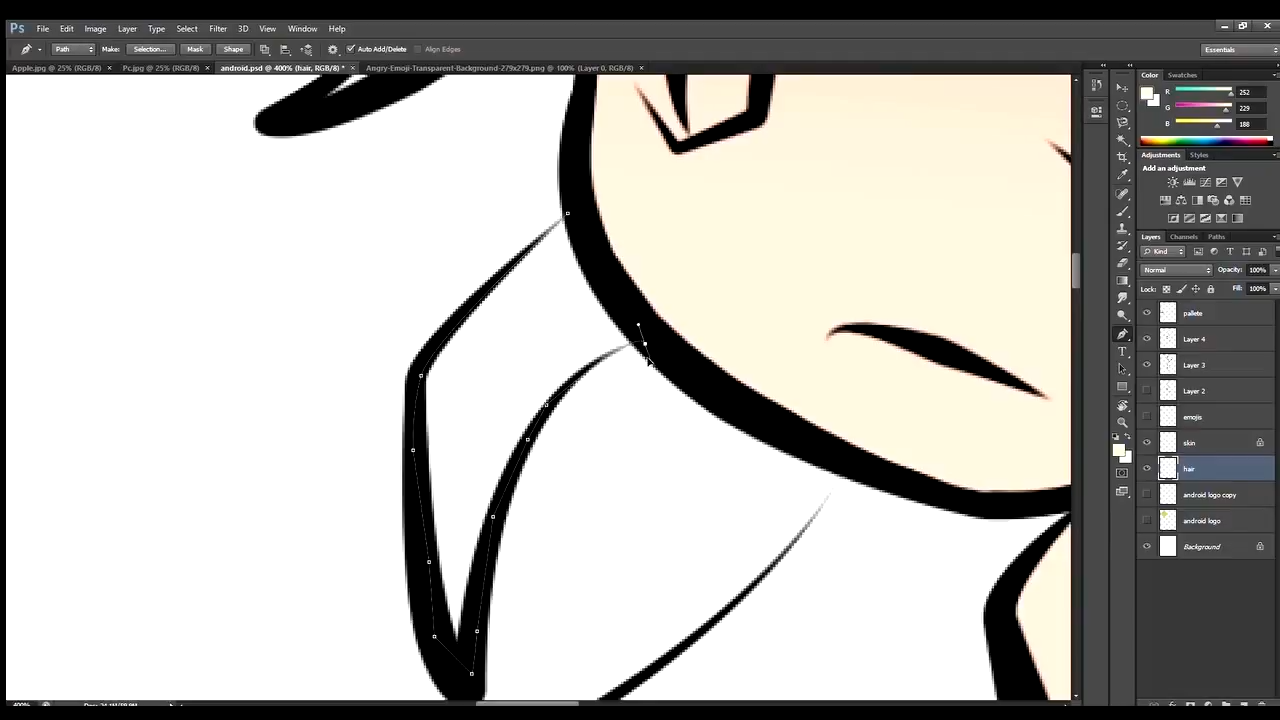 Ps File Edit Image Layer Type Select Filter 3D View Window Help
Path Make: Selection... Mask Shape Auto Add/Delete Align Edges Essentials
Apple.jpg @ 25% (RGB/8) × Pc.jpg @ 25% (RGB/8) × android.psd @ 400% (hair, RGB/8) * × Angry-Emoji-Transparent-Background-279x279.png @ 100% (Layer 0, RGB/8) ×
Color Swatches
R 252
G 229
B 188
Adjustments Styles
Add an adjustment
Layers Channels Paths
Kind
Normal Opacity: 100%
Lock: Fill: 100%
pallete
Layer 4
Layer 3
Layer 2
emojis
skin
hair
android logo copy
android logo
Background
400%